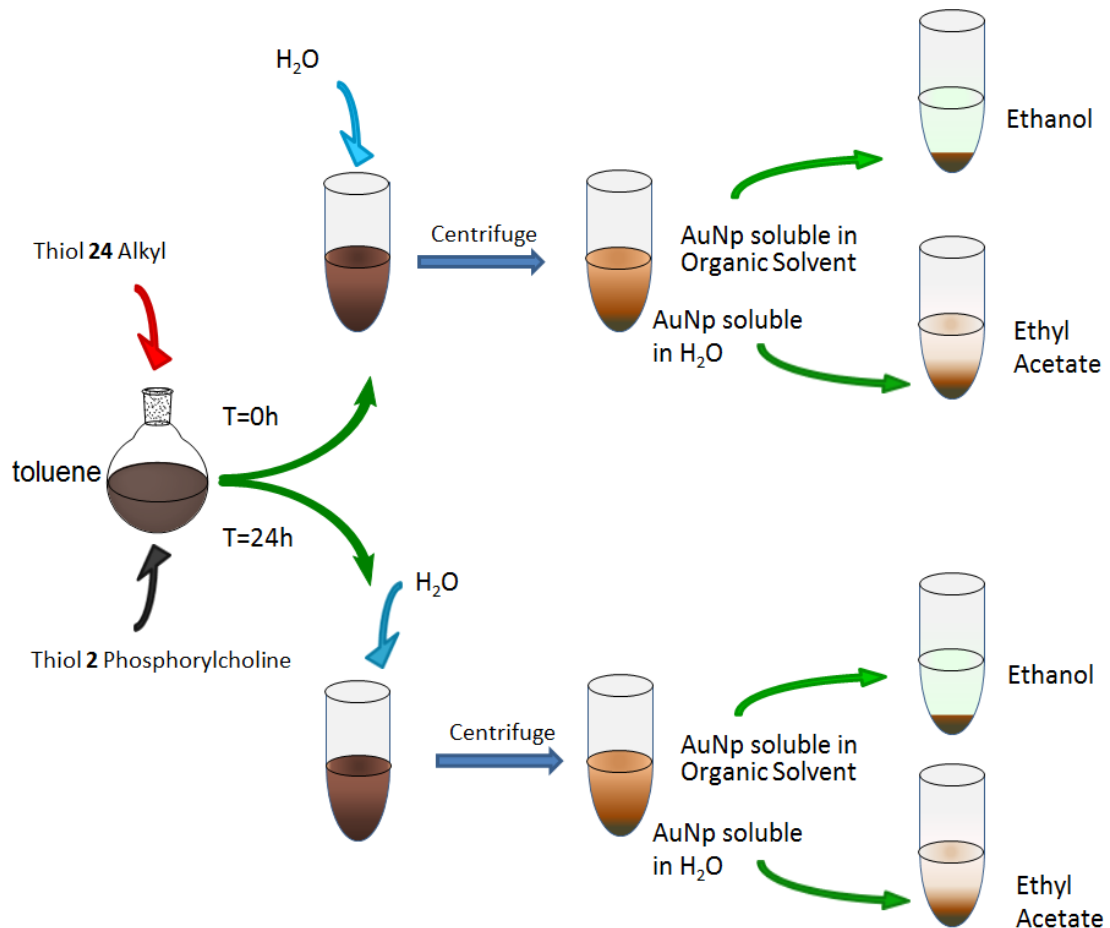 H₂O
Ethanol
Centrifuge
AuNp soluble in
Organic Solvent
Thiol 24 Alkyl
AuNp soluble
in H₂O
Ethyl
Acetate
T=0h
toluene
T=24h
H₂O
Thiol 2 Phosphorylcholine
Ethanol
Centrifuge
AuNp soluble in
Organic Solvent
AuNp soluble
in H₂O
Ethyl
Acetate